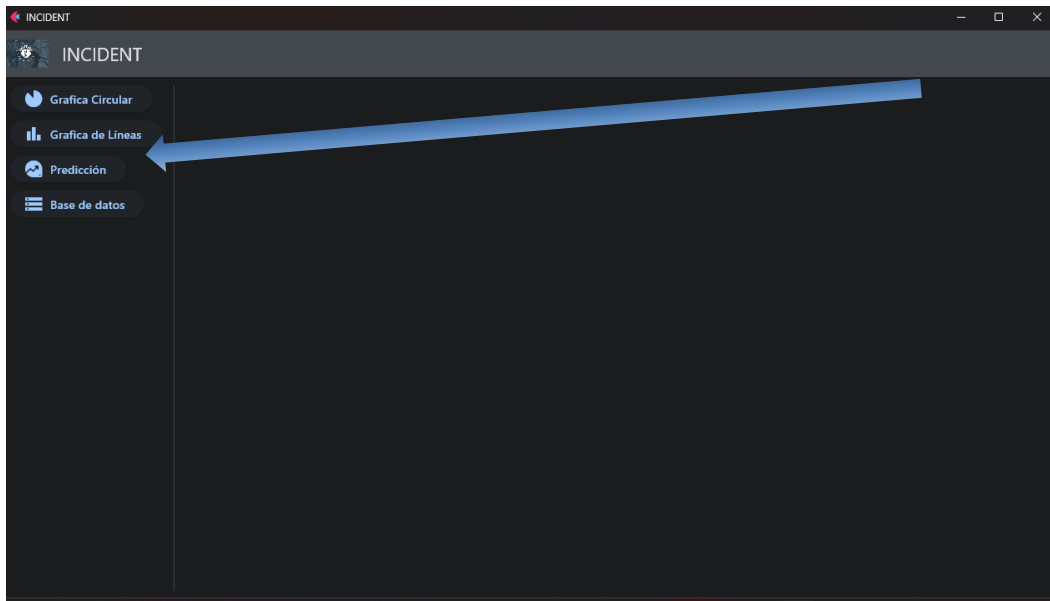 INCIDENT
INCIDENT
Grafica Circular
Grafica de Líneas
Predicción
Base de datos